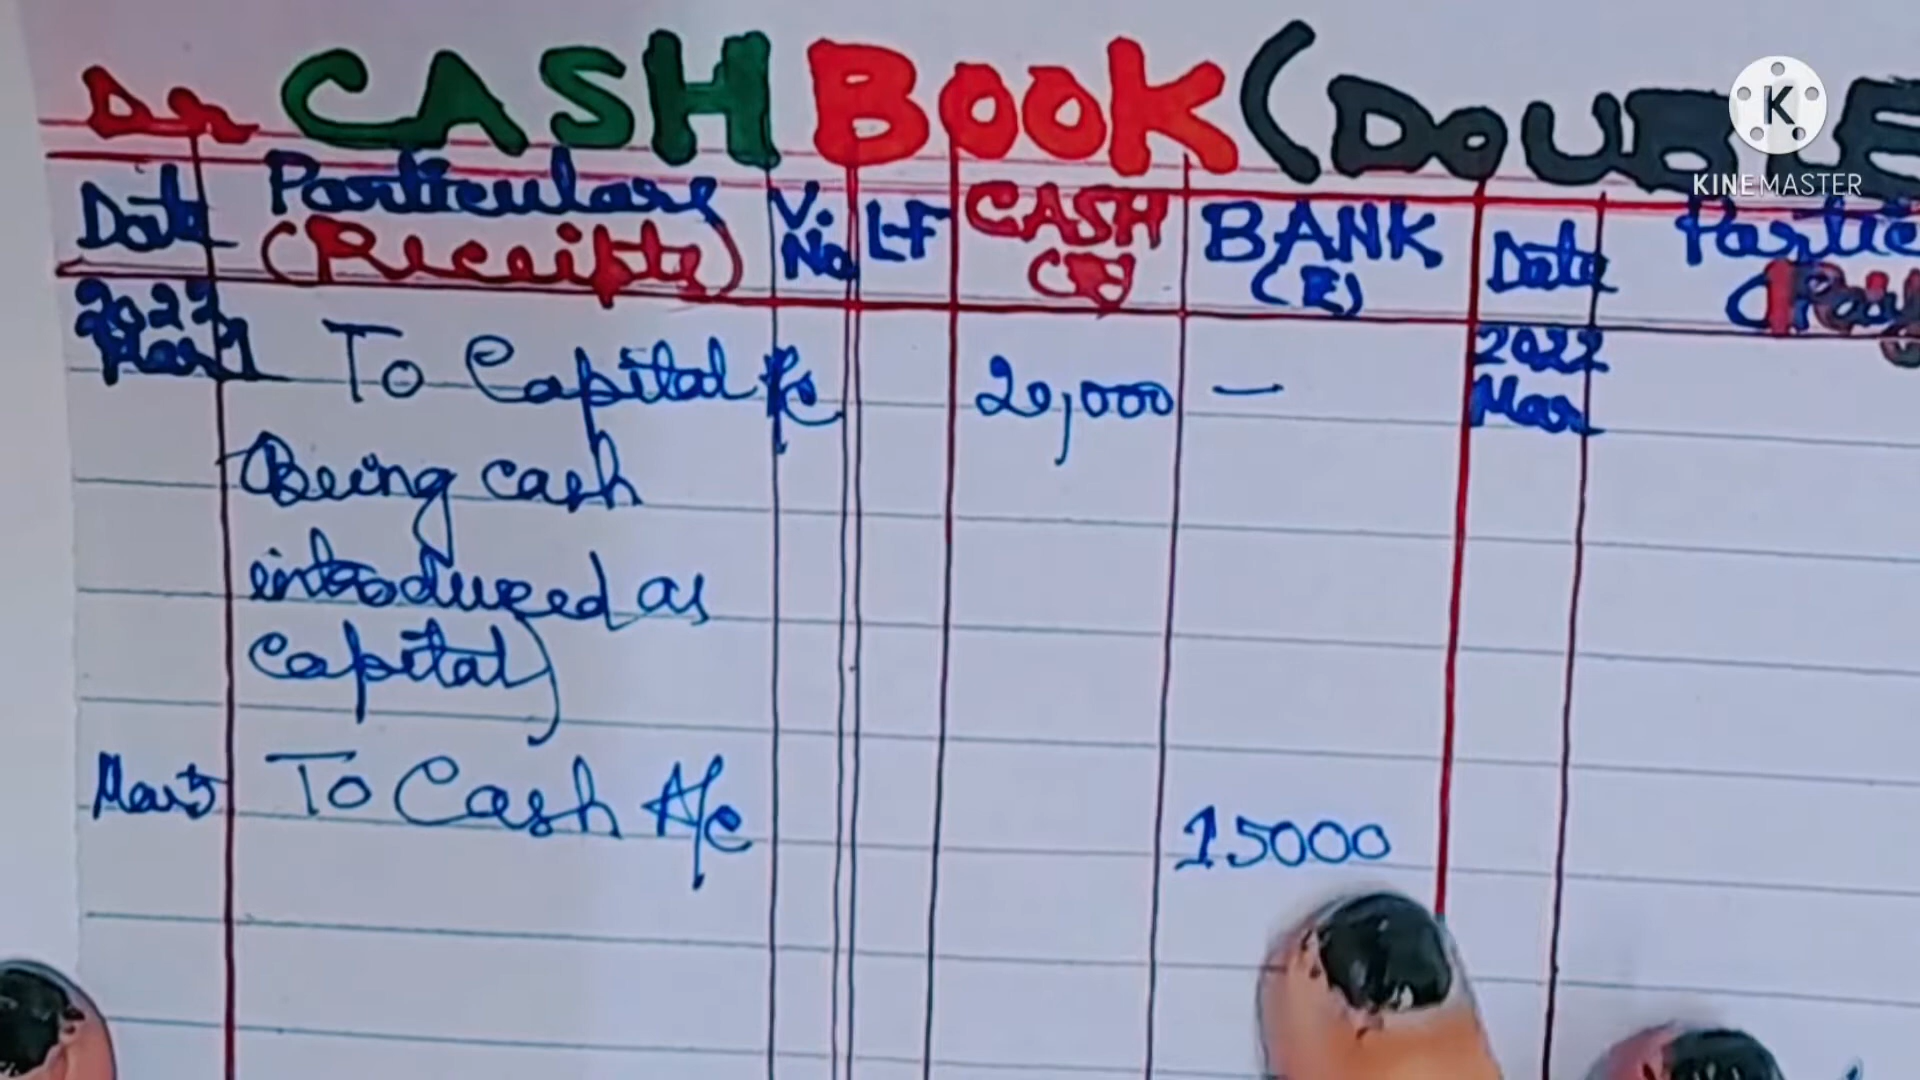 Dr CASH BOOK (DOUBLE
K
KINEMASTER
Date Particulars V. No L.F CASH BANK Date Partic
(Receipts) (₹) (₹) (Pay
2022
Mar 1 To Capital A/c 20,000 – 2022
Mar
Being cash
introduced as
capital)
Mar 5 To Cash A/c 15000